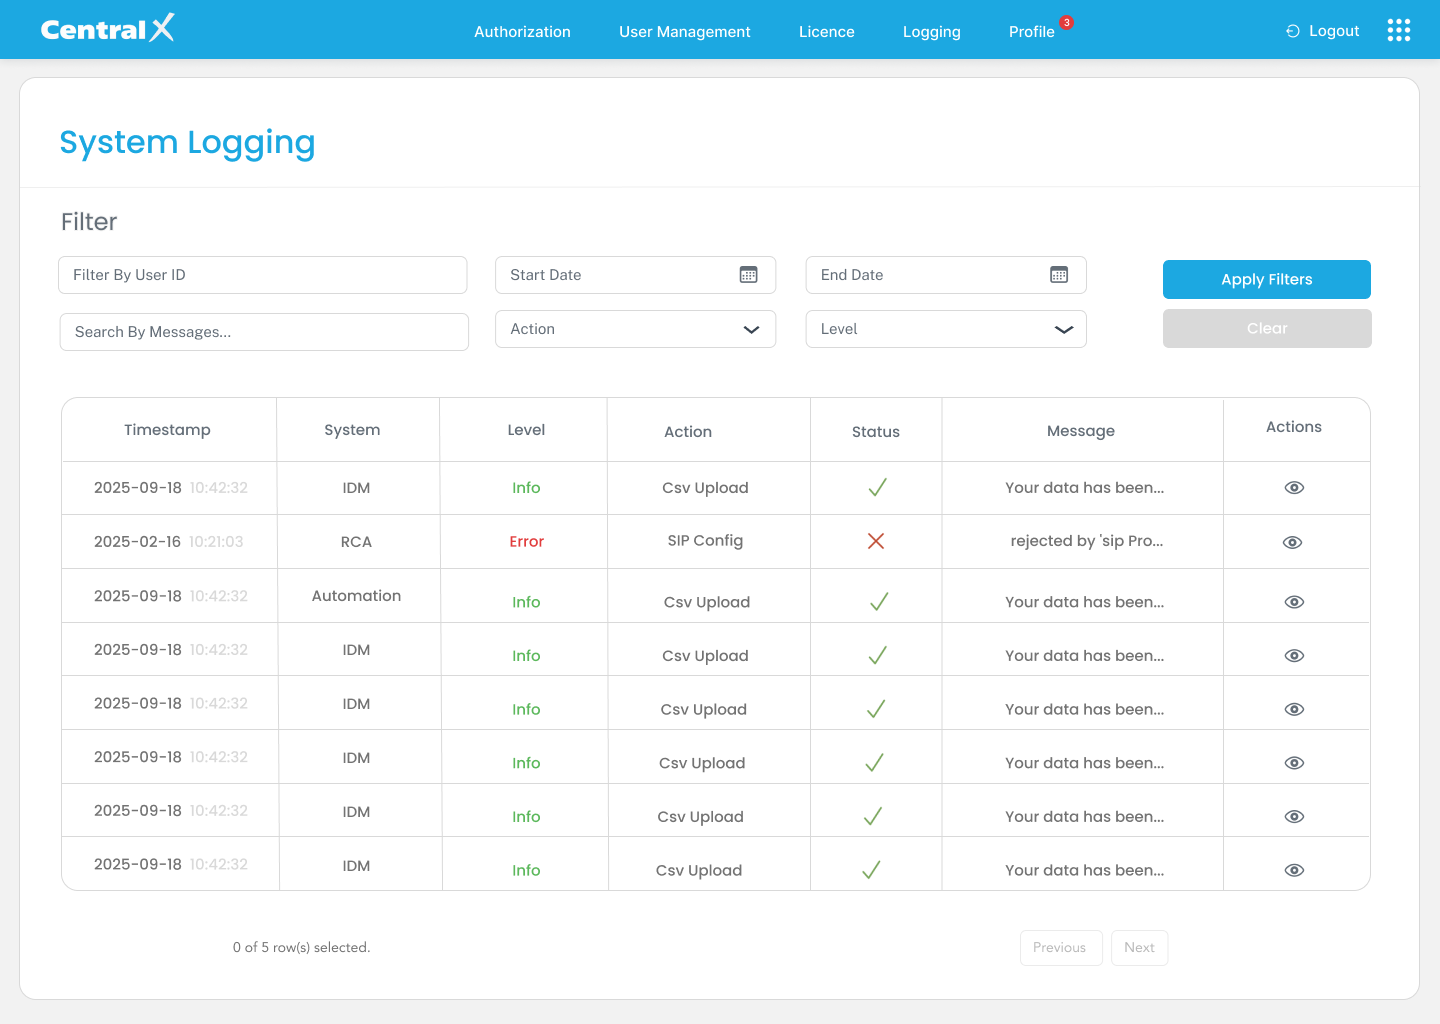 Central X
Authorization
User Management
Licence
Logging
Profile
3
Logout
System Logging
Filter
Filter By User ID
Start Date
End Date
Apply Filters
Search By Messages...
Action
Level
Clear
Timestamp System Level Action Status Message Actions
2025-09-18 10:42:32 IDM Info Csv Upload Your data has been...
2025-02-16 10:21:03 RCA Error SIP Config rejected by 'sip Pro...
2025-09-18 10:42:32 Automation Info Csv Upload Your data has been...
2025-09-18 10:42:32 IDM Info Csv Upload Your data has been...
2025-09-18 10:42:32 IDM Info Csv Upload Your data has been...
2025-09-18 10:42:32 IDM Info Csv Upload Your data has been...
2025-09-18 10:42:32 IDM Info Csv Upload Your data has been...
2025-09-18 10:42:32 IDM Info Csv Upload Your data has been...
0 of 5 row(s) selected.
Previous
Next